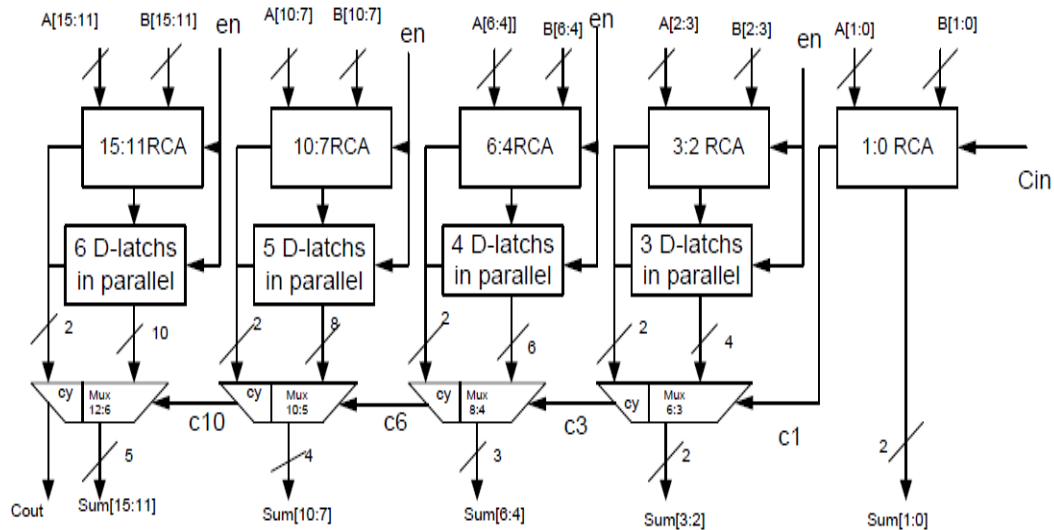 A[15:11] B[15:11] en A[10:7] B[10:7] en A[6:4]] B[6:4] en A[2:3] B[2:3] en A[1:0] B[1:0]
15:11RCA 10:7RCA 6:4RCA 3:2 RCA 1:0 RCA
Cin
6 D-latchs 5 D-latchs 4 D-latchs 3 D-latchs
in parallel in parallel in parallel in parallel
2 10 2 8 2 6 2 4
cy Mux cy Mux cy Mux cy Mux
12:6 10:5 8:4 6:3
c10 c6 c3 c1
5 4 3 2 2
Cout Sum[15:11] Sum[10:7] Sum[6:4] Sum[3:2] Sum[1:0]